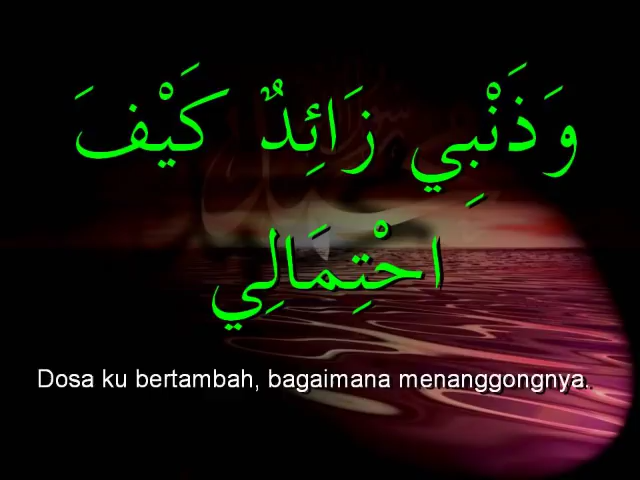 وَذَنْبِي زَائِدٌ كَيْفَ
احْتِمَالِي
Dosa ku bertambah, bagaimana menanggongnya.